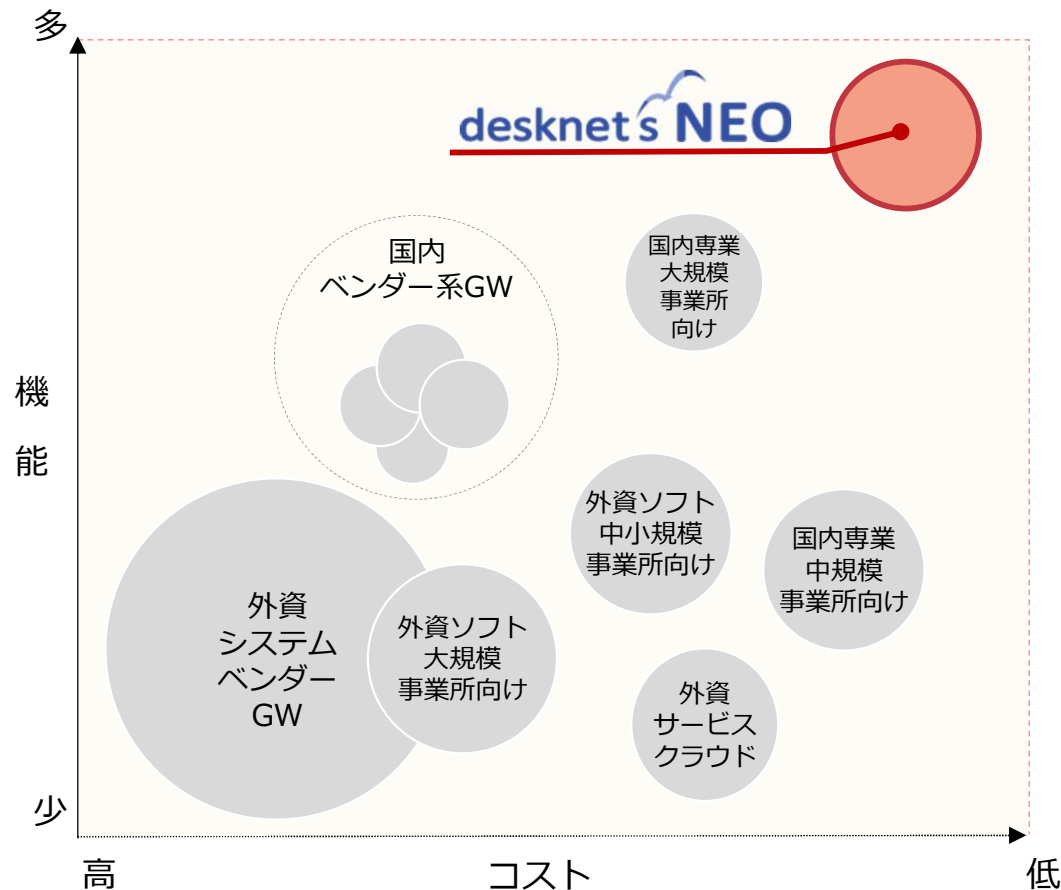 多
desknet's NEO
国内
ベンダー系GW
国内専業
大規模
事業所
向け
機
能
外資ソフト
中小規模
事業所向け
国内専業
中規模
事業所向け
外資
システム
ベンダー
GW
外資ソフト
大規模
事業所向け
外資
サービス
クラウド
少
高
コスト
低